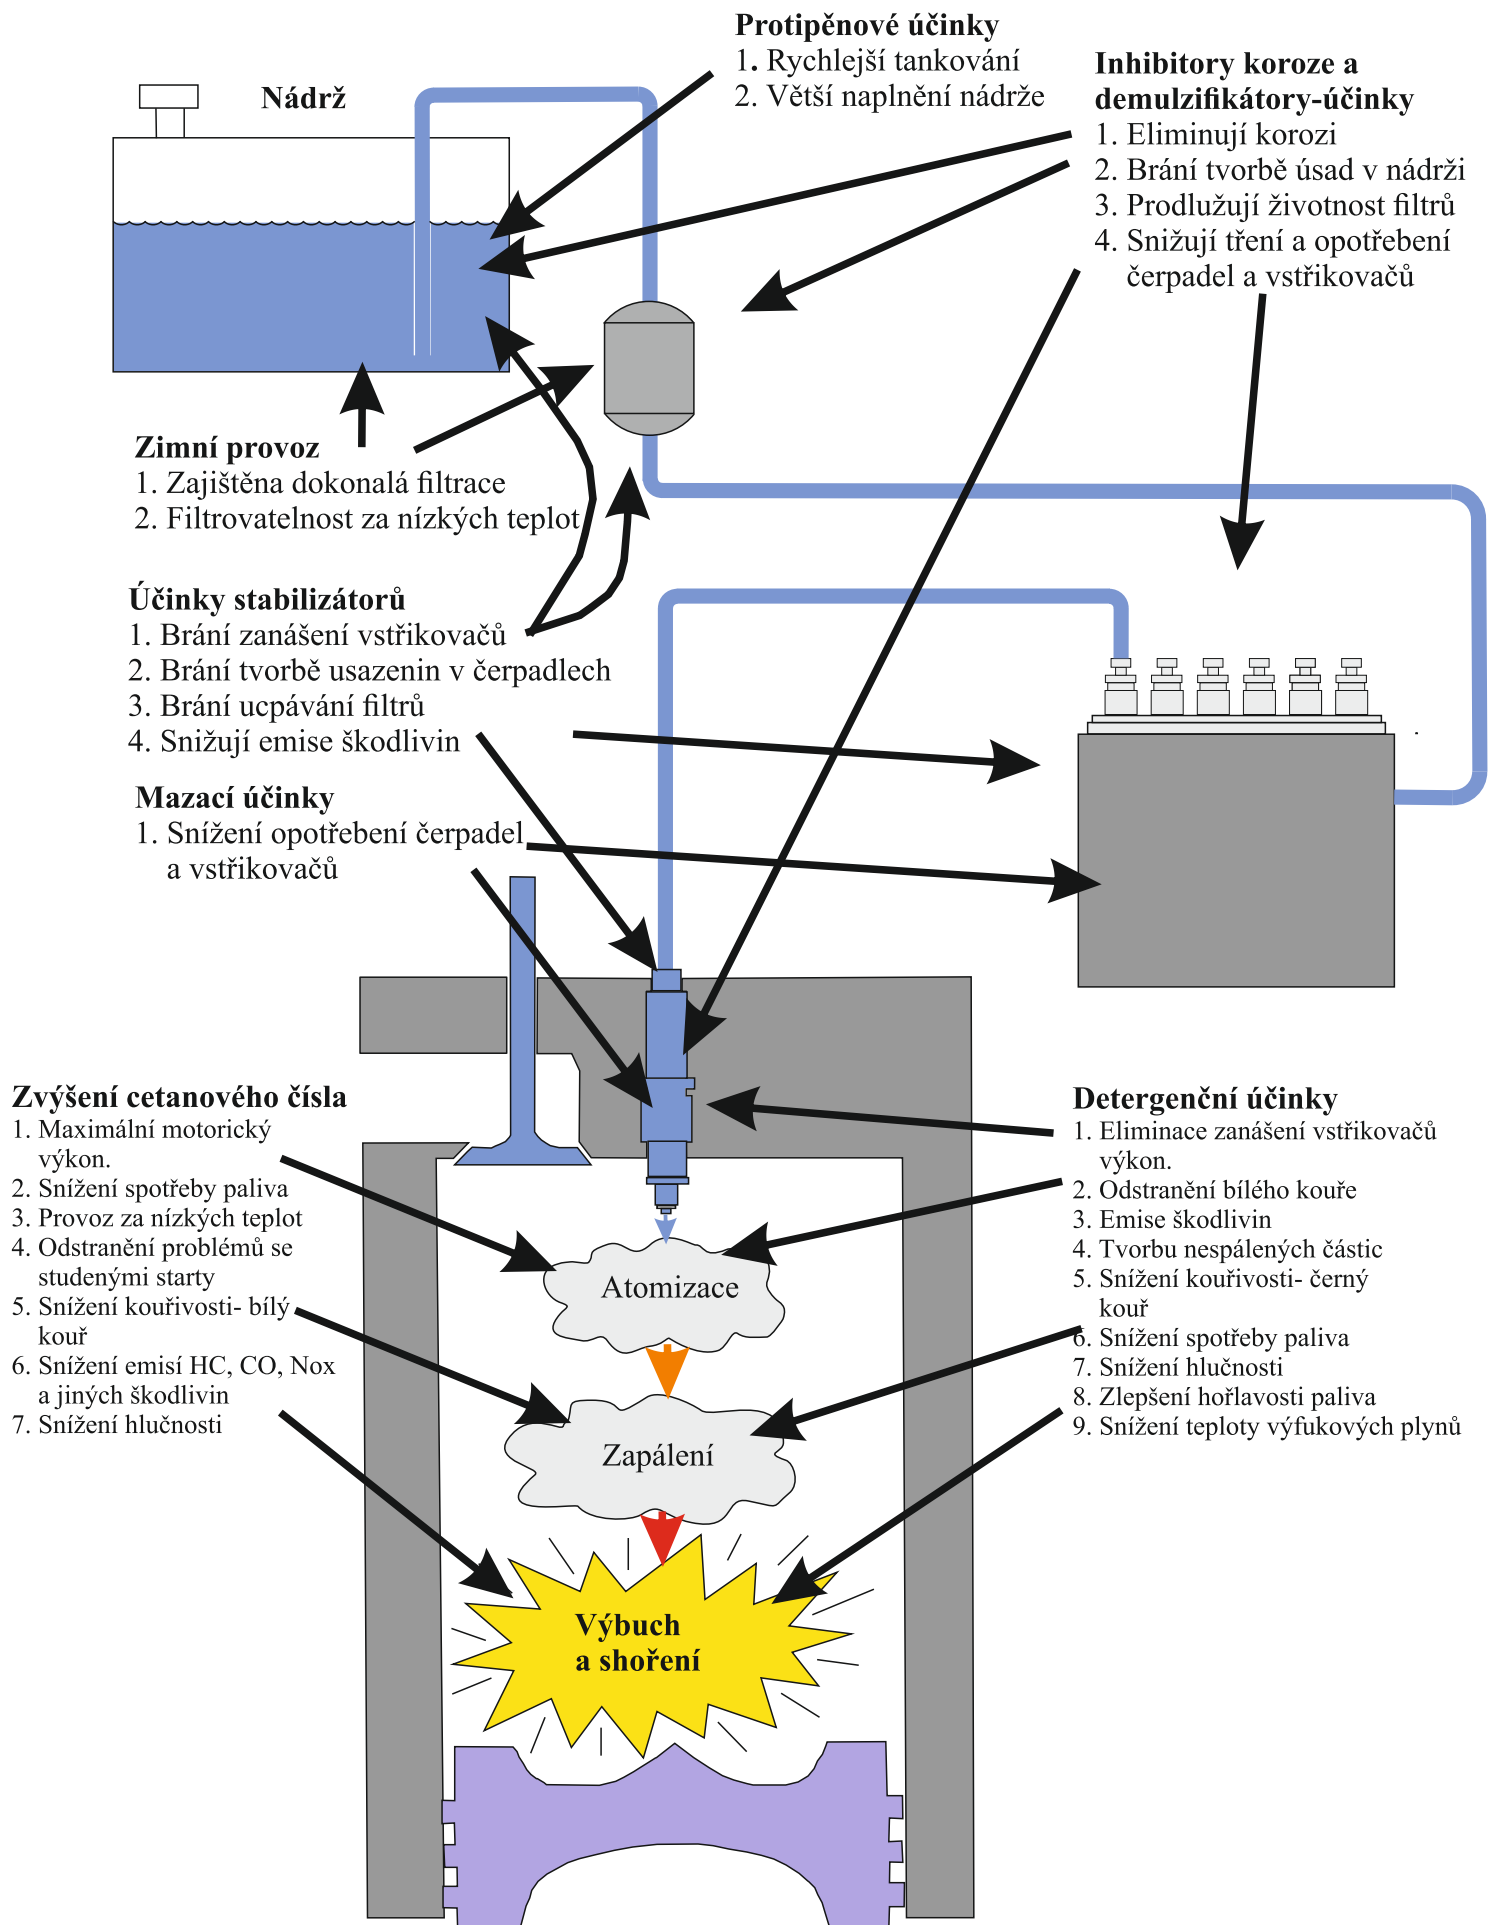 Protipěnové účinky
1. Rychlejší tankování
2. Větší naplnění nádrže
Inhibitory koroze a
demulzifikátory-účinky
1. Eliminují korozi
2. Brání tvorbě úsad v nádrži
3. Prodlužují životnost filtrů
4. Snižují tření a opotřebení
čerpadel a vstřikovačů
Nádrž
Zimní provoz
1. Zajištěna dokonalá filtrace
2. Filtrovatelnost za nízkých teplot
Účinky stabilizátorů
1. Brání zanášení vstřikovačů
2. Brání tvorbě usazenin v čerpadlech
3. Brání ucpávání filtrů
4. Snižují emise škodlivin
Mazací účinky
1. Snížení opotřebení čerpadel
a vstřikovačů
Zvýšení cetanového čísla
1. Maximální motorický
výkon.
2. Snížení spotřeby paliva
3. Provoz za nízkých teplot
4. Odstranění problémů se
studenými starty
5. Snížení kouřivosti- bílý
kouř
6. Snížení emisí HC, CO, Nox
a jiných škodlivin
7. Snížení hlučnosti
Detergenční účinky
1. Eliminace zanášení vstřikovačů
výkon.
2. Odstranění bílého kouře
3. Emise škodlivin
4. Tvorbu nespálených částic
5. Snížení kouřivosti- černý
kouř
6. Snížení spotřeby paliva
7. Snížení hlučnosti
8. Zlepšení hořlavosti paliva
9. Snížení teploty výfukových plynů
Atomizace
Zapálení
Výbuch
a shoření